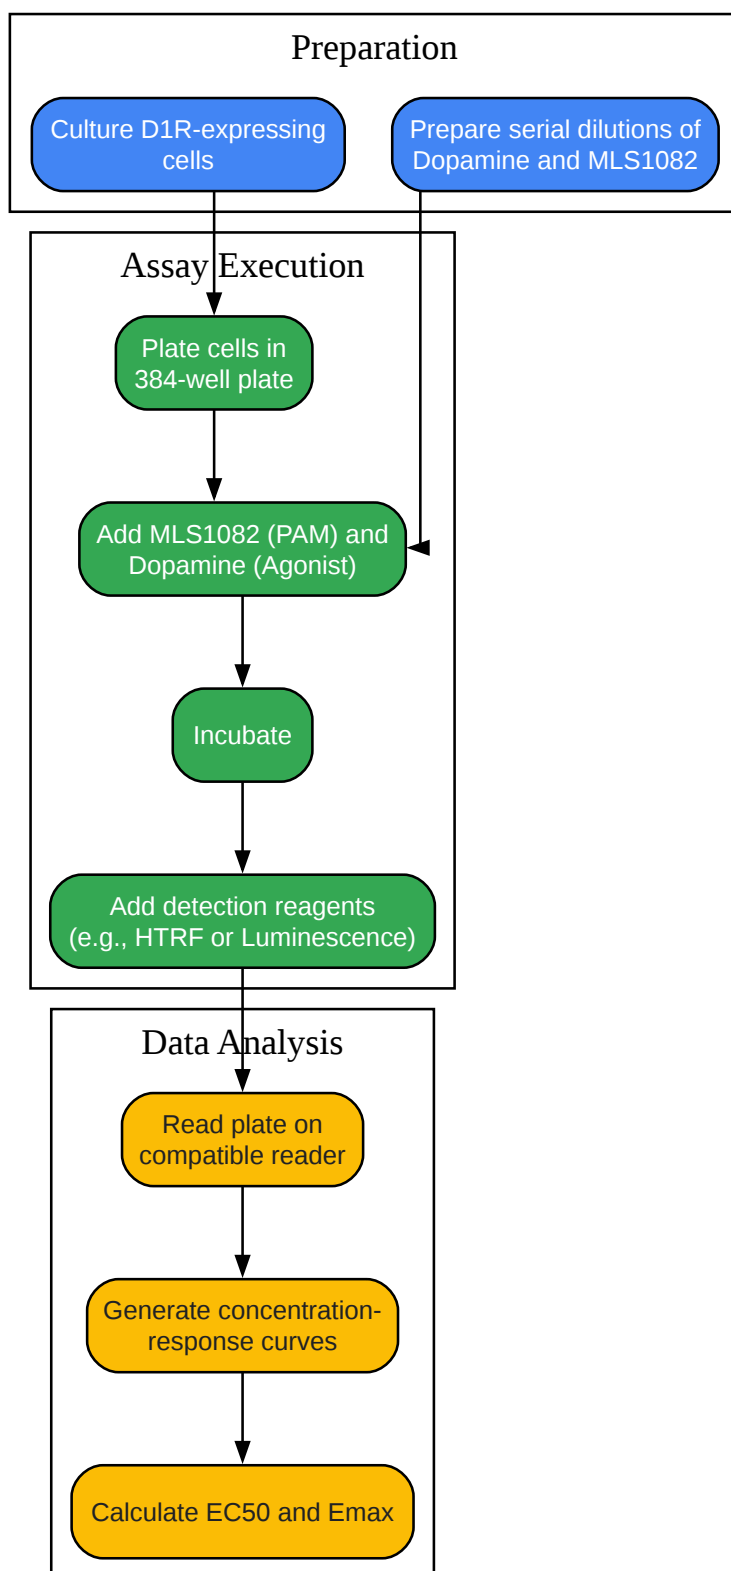 Preparation
Culture D1R-expressing
cells
Prepare serial dilutions of
Dopamine and MLS1082
Assay Execution
Plate cells in
384-well plate
Add MLS1082 (PAM) and
Dopamine (Agonist)
Incubate
Add detection reagents
(e.g., HTRF or Luminescence)
Data Analysis
Read plate on
compatible reader
Generate concentration-
response curves
Calculate EC50 and Emax